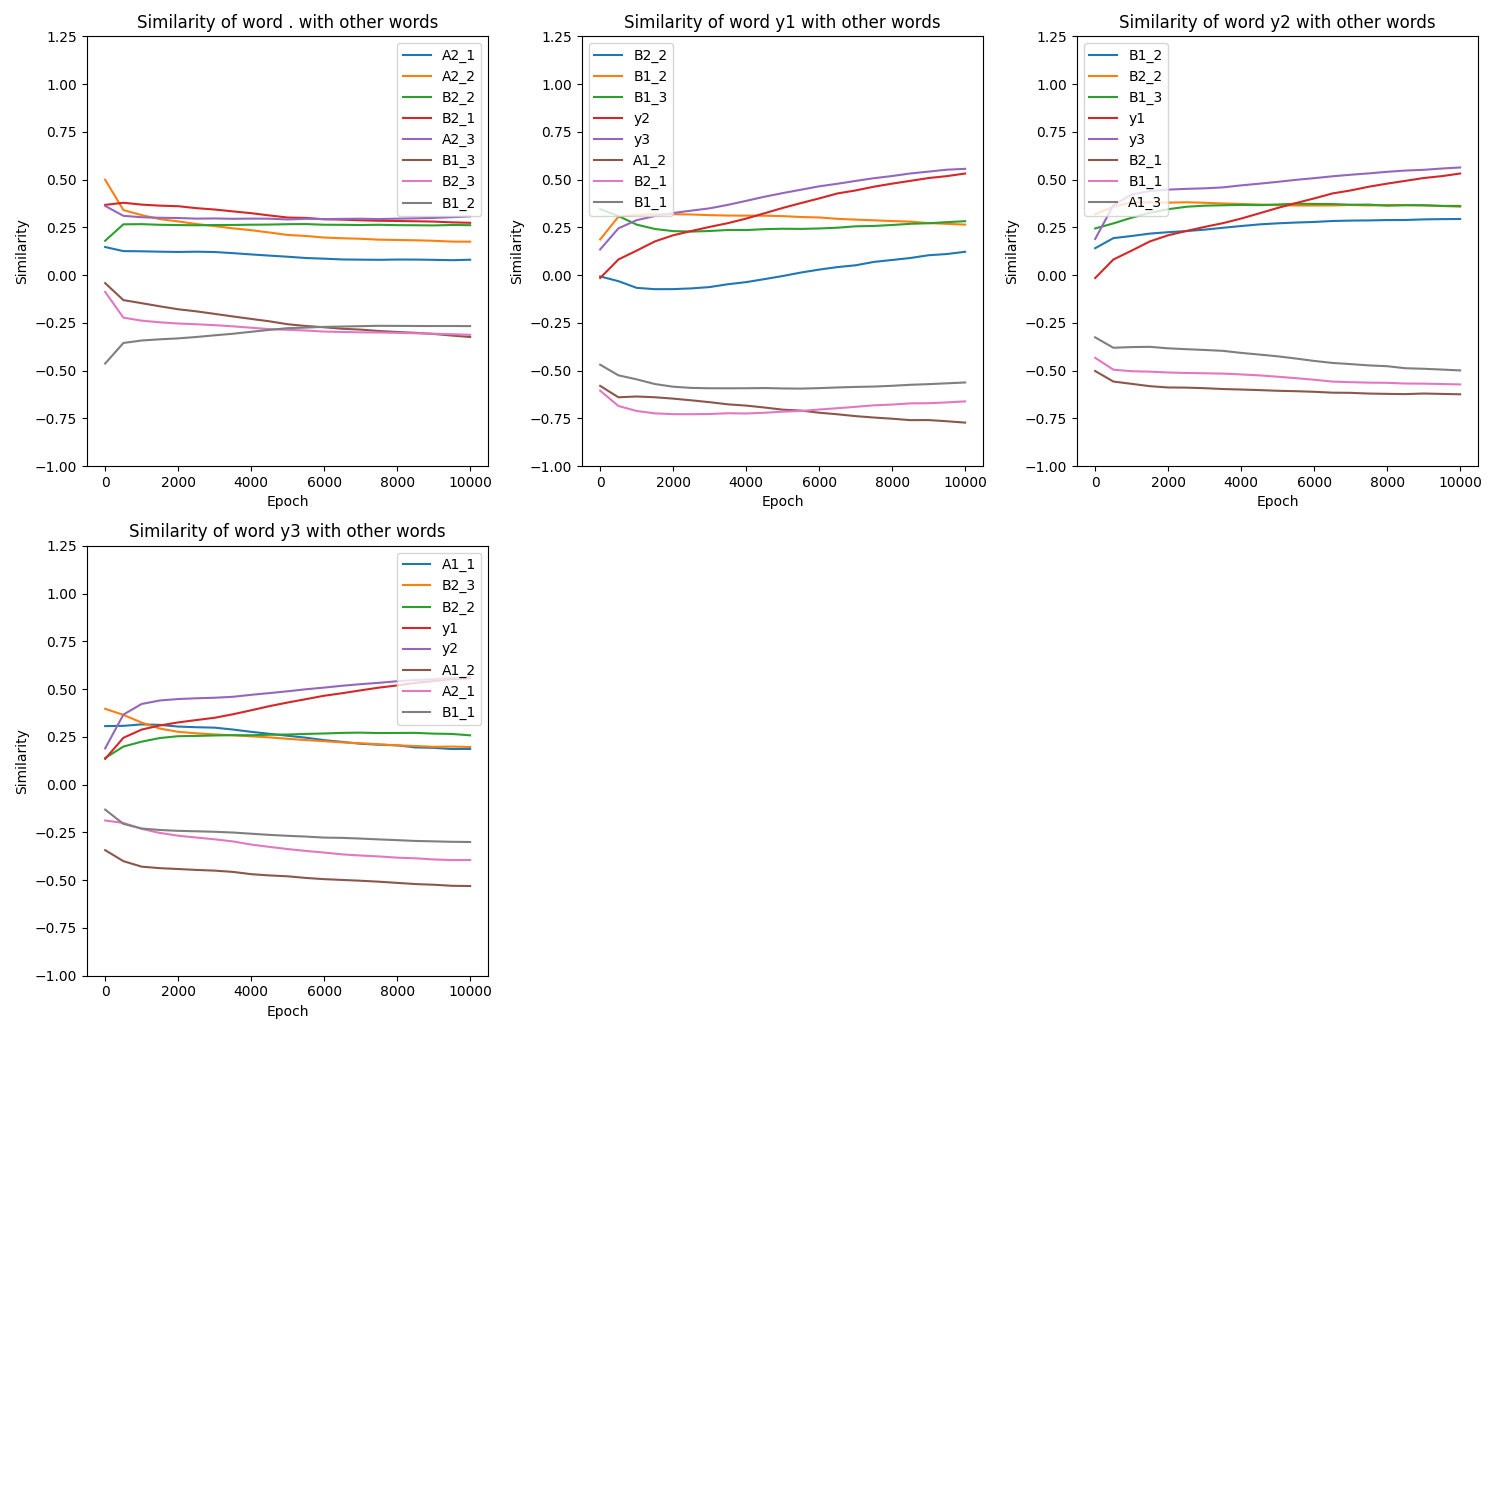 Similarity of word . with other words
1.25
1.00
0.75
0.50
0.25
0.00
−0.25
−0.50
−0.75
−1.00
Similarity
0 2000 4000 6000 8000 10000
Epoch
A2_1
A2_2
B2_2
B2_1
A2_3
B1_3
B2_3
B1_2
Similarity of word y1 with other words
1.25
1.00
0.75
0.50
0.25
0.00
−0.25
−0.50
−0.75
−1.00
Similarity
0 2000 4000 6000 8000 10000
Epoch
B2_2
B1_2
B1_3
y2
y3
A1_2
B2_1
B1_1
Similarity of word y2 with other words
1.25
1.00
0.75
0.50
0.25
0.00
−0.25
−0.50
−0.75
−1.00
Similarity
0 2000 4000 6000 8000 10000
Epoch
B1_2
B2_2
B1_3
y1
y3
B2_1
B1_1
A1_3
Similarity of word y3 with other words
1.25
1.00
0.75
0.50
0.25
0.00
−0.25
−0.50
−0.75
−1.00
Similarity
0 2000 4000 6000 8000 10000
Epoch
A1_1
B2_3
B2_2
y1
y2
A1_2
A2_1
B1_1